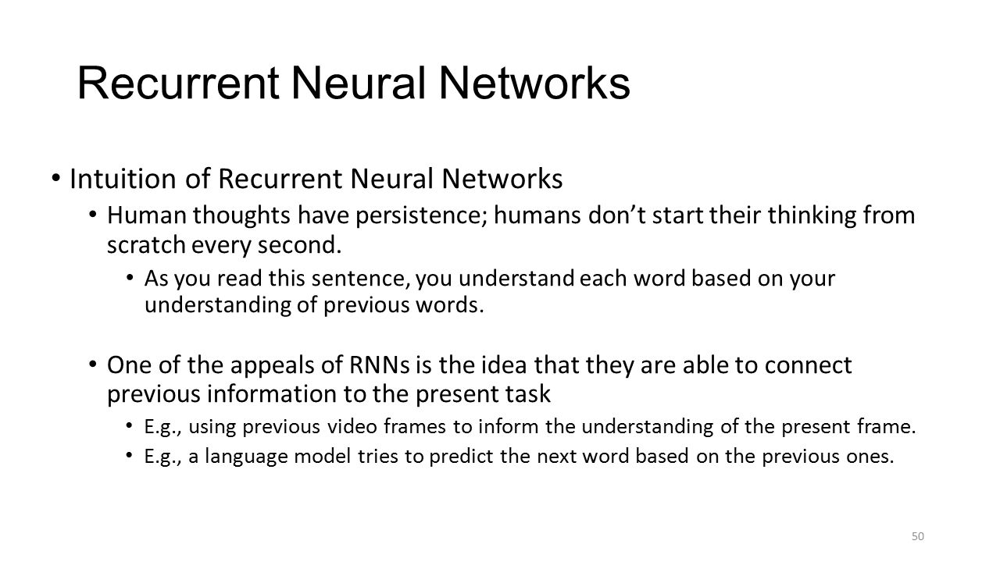 Recurrent Neural Networks
• Intuition of Recurrent Neural Networks
• Human thoughts have persistence; humans don’t start their thinking from
scratch every second.
• As you read this sentence, you understand each word based on your
understanding of previous words.
• One of the appeals of RNNs is the idea that they are able to connect
previous information to the present task
• E.g., using previous video frames to inform the understanding of the present frame.
• E.g., a language model tries to predict the next word based on the previous ones.
50